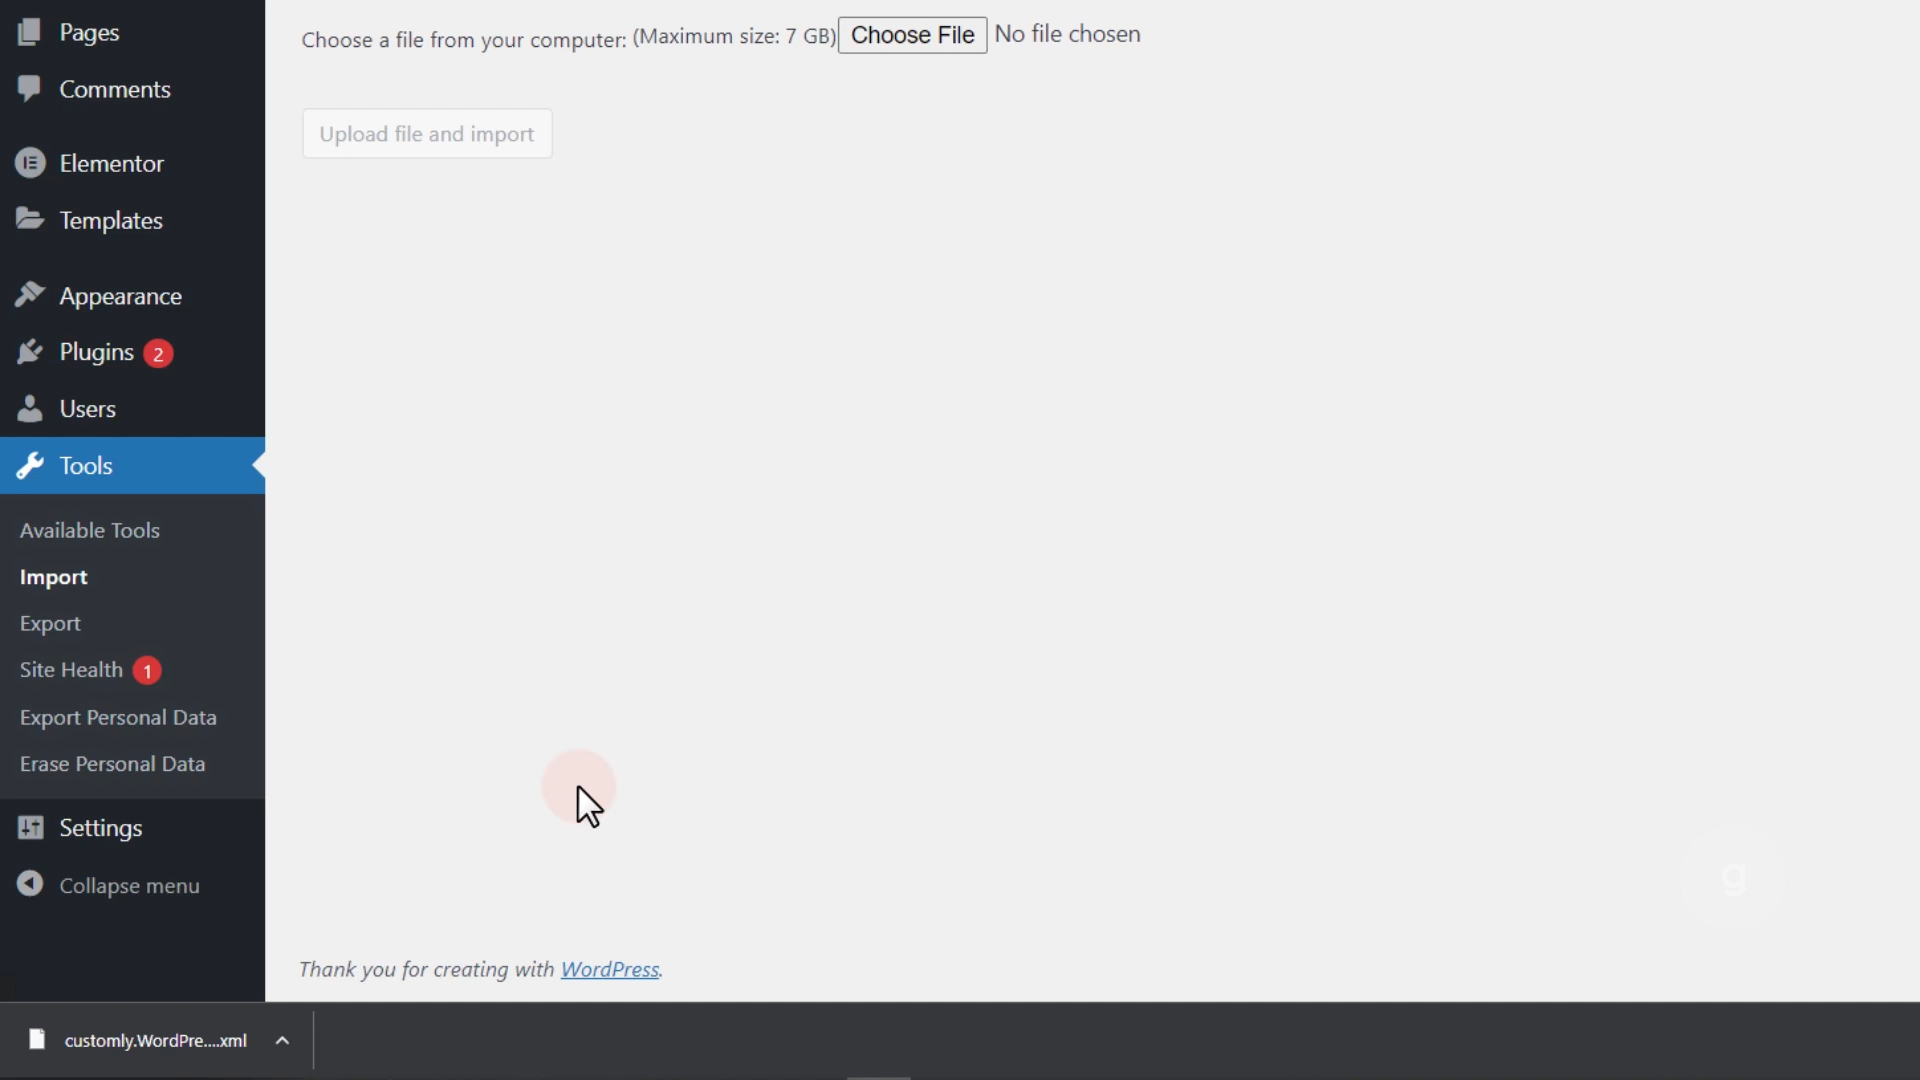 Pages
Comments
Elementor
Templates
Appearance
Plugins 2
Users
Tools
Available Tools
Import
Export
Site Health 1
Export Personal Data
Erase Personal Data
Settings
Collapse menu
Choose a file from your computer: (Maximum size: 7 GB) Choose File No file chosen
Upload file and import
g
Thank you for creating with WordPress.
customly.WordPre....xml